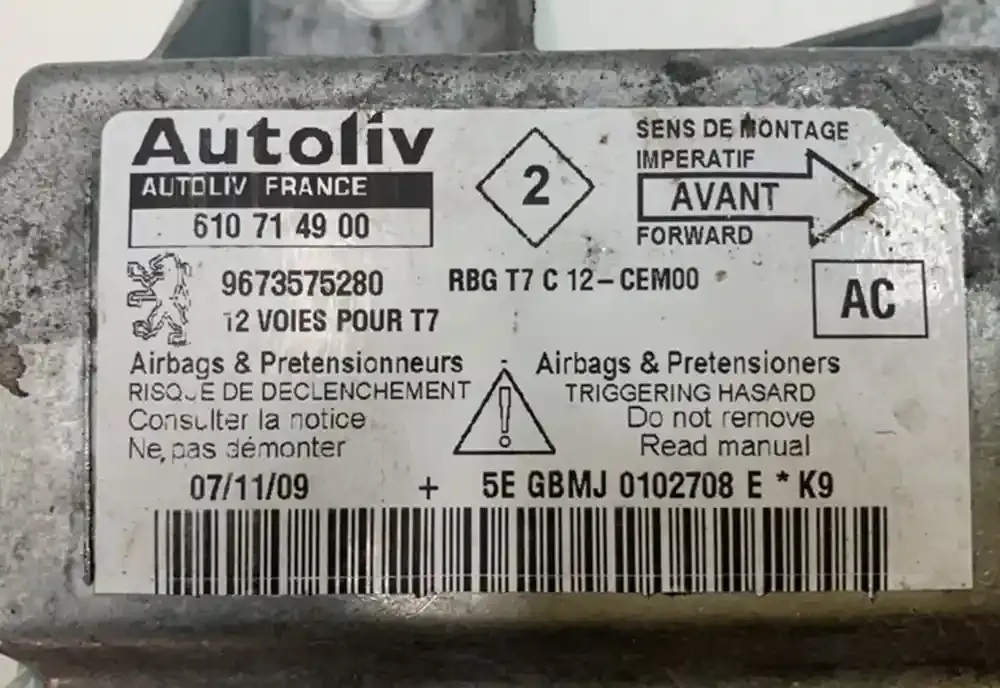 Autoliv
AUTOLIV FRANCE
610 71 49 00
2
SENS DE MONTAGE
IMPERATIF
AVANT
FORWARD
9673575280
RBG T7 C 12-CEM00
12 VOIES POUR T7
AC
Airbags & Pretensionneurs
RISQUE DE DECLENCHEMENT
Consulter la notice
Ne pas démonter
!
Airbags & Pretensioners
TRIGGERING HASARD
Do not remove
Read manual
07/11/09 + 5E GBMJ 0102708 E * K9